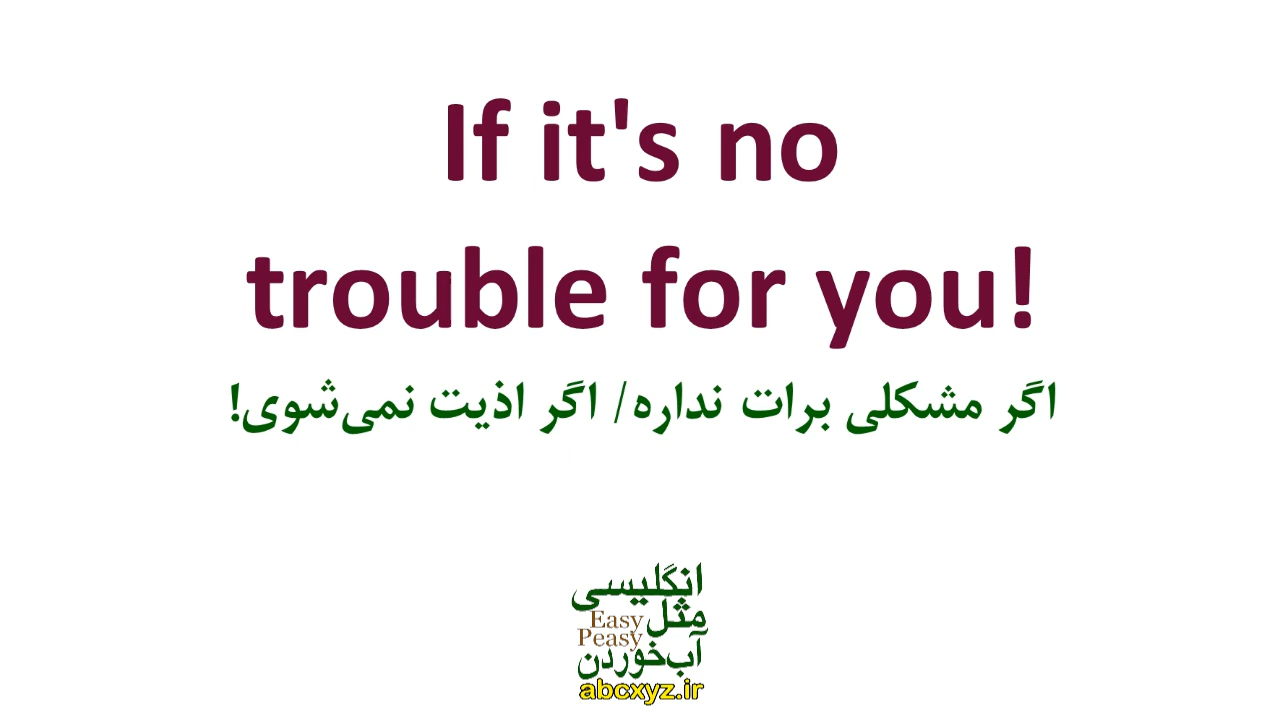 If it's no
trouble for you!
اگر مشکلی برات نداره/ اگر اذیت نمی‌شوی!
انگلیسی
مثل
Easy
Peasy
آب‌خوردن
abcxyz.ir